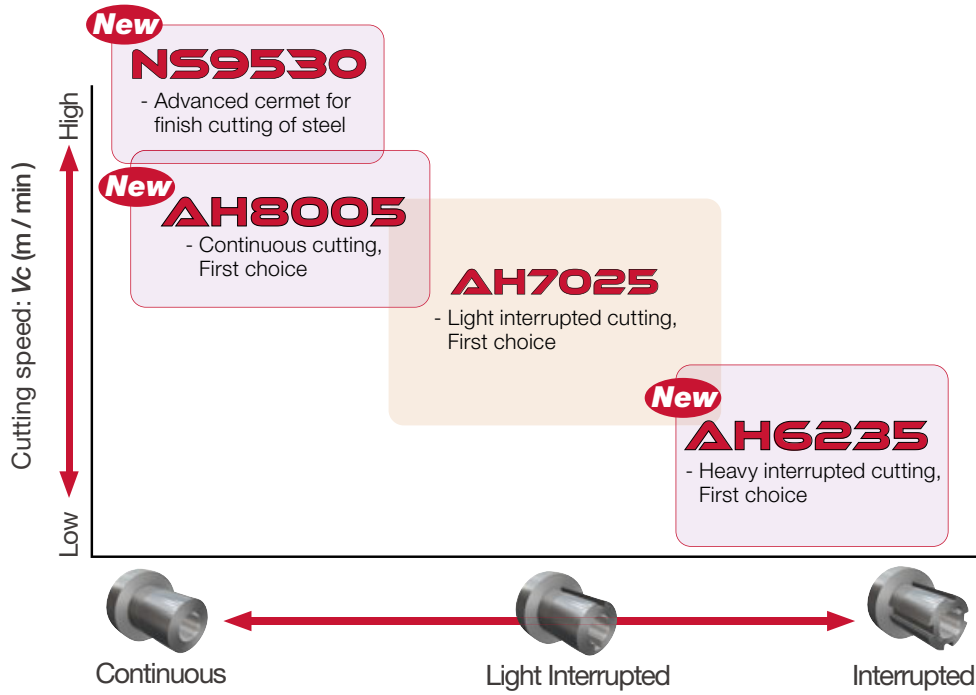 New
NS9530
- Advanced cermet for
finish cutting of steel
New
AH8005
- Continuous cutting,
First choice
AH7025
- Light interrupted cutting,
First choice
New
AH6235
- Heavy interrupted cutting,
First choice
High
Cutting speed: Vc (m / min)
Low
Continuous
Light Interrupted
Interrupted